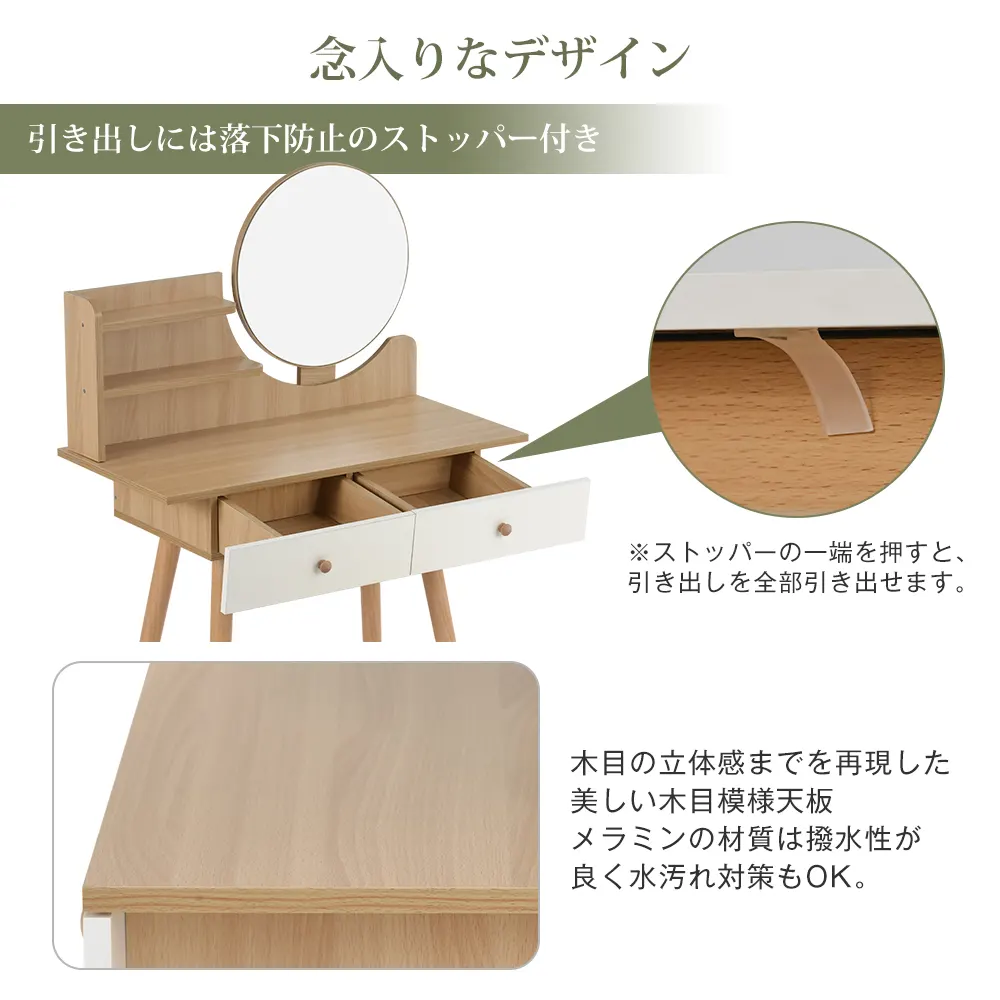 念入りなデザイン
引き出しには落下防止のストッパー付き
※ストッパーの一端を押すと、
引き出しを全部引き出せます。
木目の立体感までを再現した
美しい木目模様天板
メラミンの材質は撥水性が
良く水汚れ対策もOK。